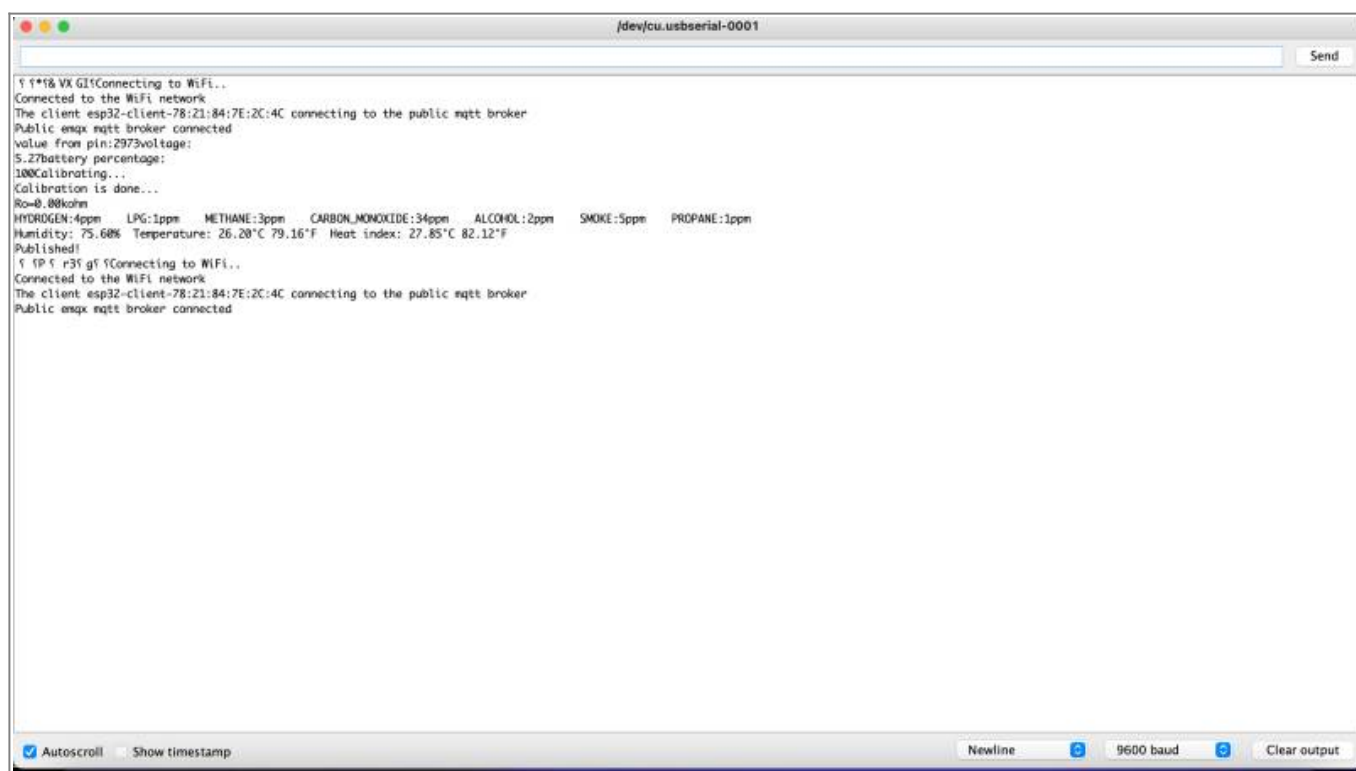 /dev/cu.usbserial-0001
Send
Connecting to WiFi..
Connected to the WiFi network
The client esp32-client-78:21:84:7E:2C:4C connecting to the public mqtt broker
Public emqx mqtt broker connected
value from pin:2973voltage:
5.27battery percentage:
100Calibrating...
Calibration is done...
Ro=0.00kohm
HYDROGEN:4ppm LPG:1ppm METHANE:3ppm CARBON_MONOXIDE:34ppm ALCOHOL:2ppm SMOKE:5ppm PROPANE:1ppm
Humidity: 75.60% Temperature: 26.20°C 79.16°F Heat index: 27.85°C 82.12°F
Published!
Connecting to WiFi..
Connected to the WiFi network
The client esp32-client-78:21:84:7E:2C:4C connecting to the public mqtt broker
Public emqx mqtt broker connected
Autoscroll Show timestamp Newline 9600 baud Clear output